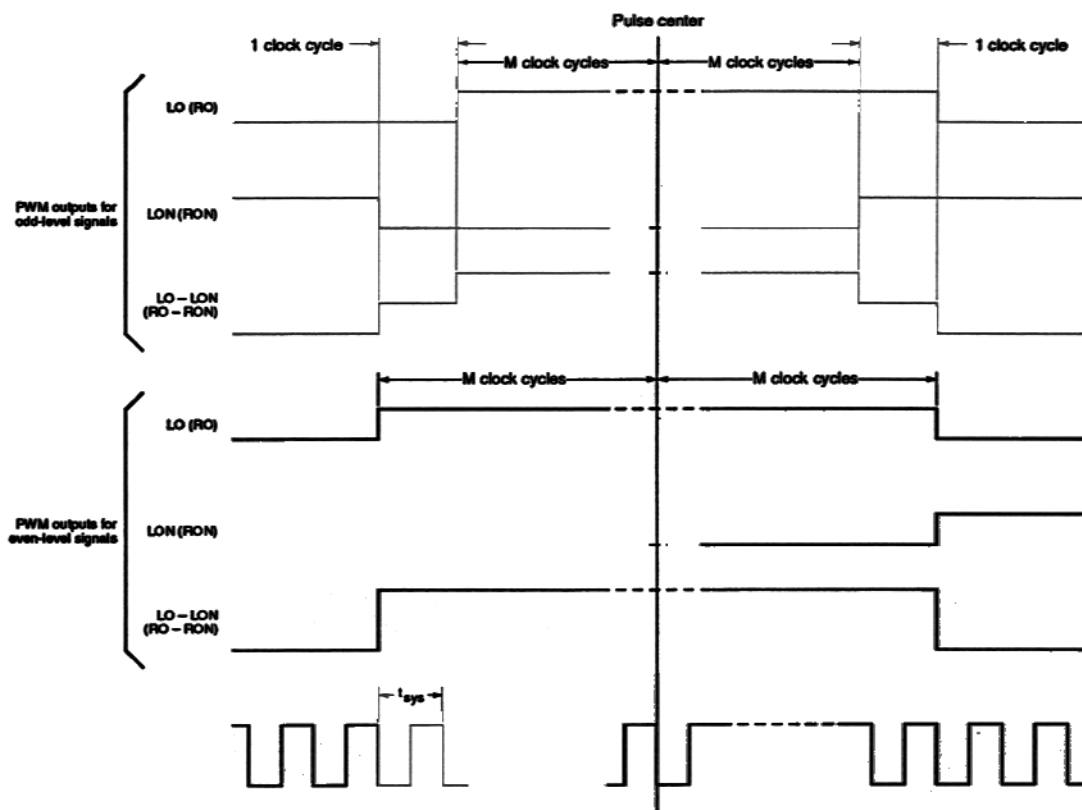 Pulse center
1 clock cycle
1 clock cycle
M clock cycles
M clock cycles
LO (RO)
PWM outputs for
odd-level signals
LON (RON)
LO – LON
(RO – RON)
M clock cycles
M clock cycles
LO (RO)
PWM outputs for
even-level signals
LON (RON)
LO – LON
(RO – RON)
tsys